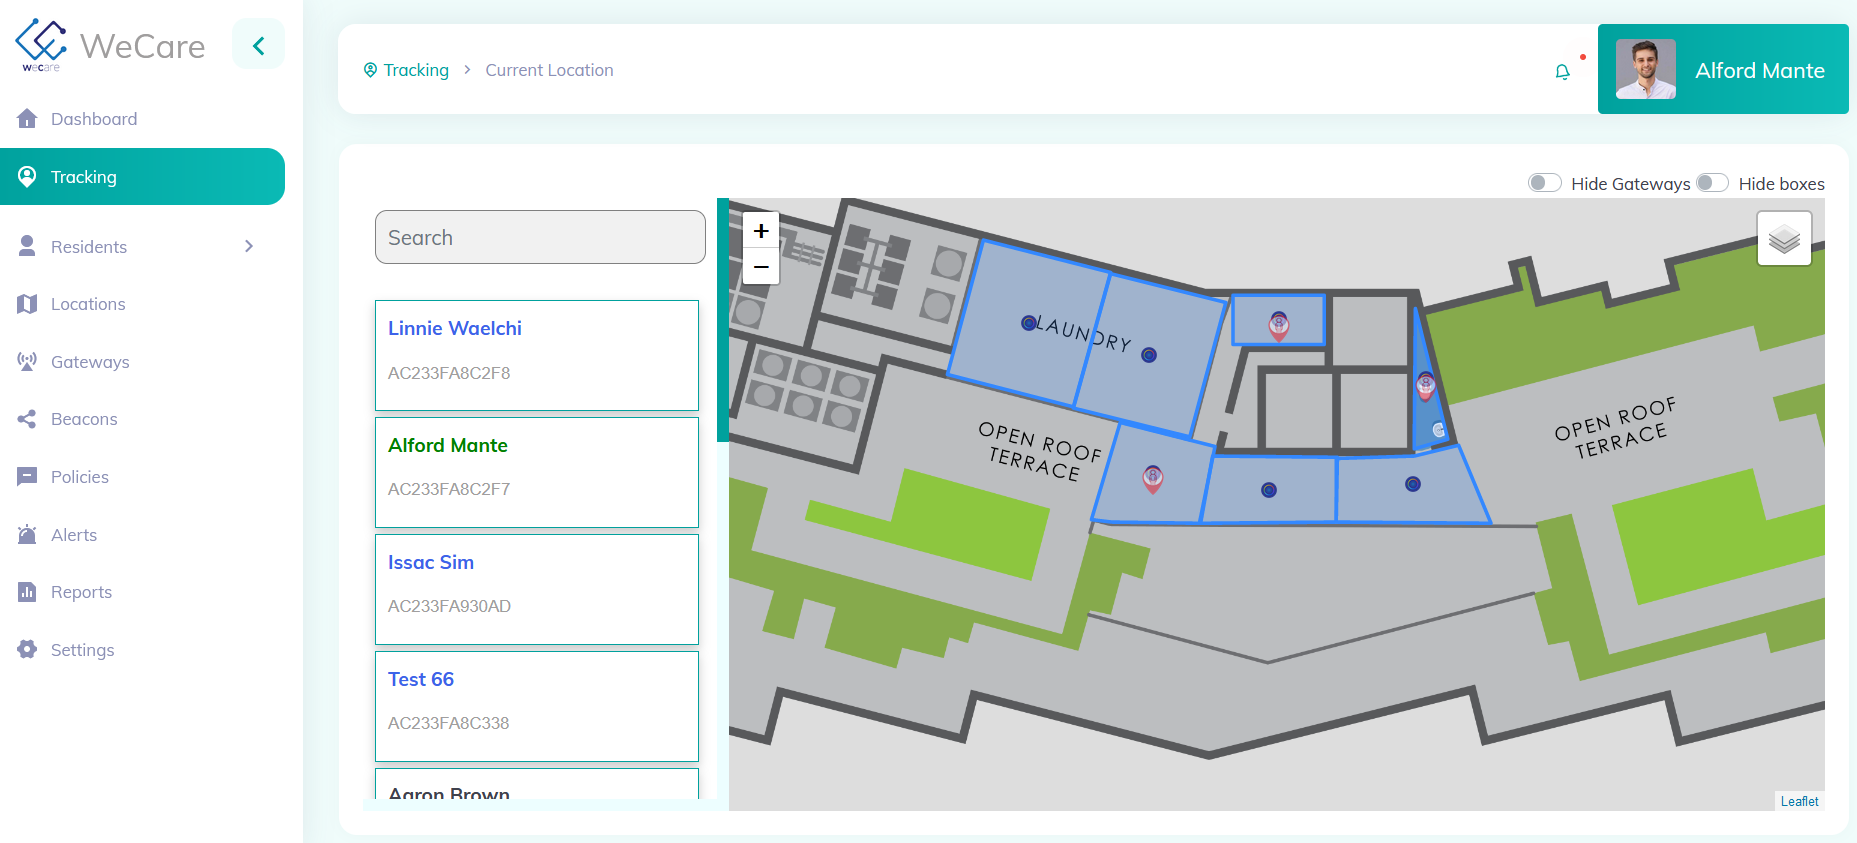 wecare
WeCare
Dashboard
Tracking
Residents
Locations
Gateways
Beacons
Policies
Alerts
Reports
Settings
Tracking > Current Location
Alford Mante
Hide Gateways
Hide boxes
Search
Linnie Waelchi
AC233FA8C2F8
Alford Mante
AC233FA8C2F7
Issac Sim
AC233FA930AD
Test 66
AC233FA8C338
Aaron Brown
+
−
LAUNDRY
OPEN ROOF
TERRACE
OPEN ROOF
TERRACE
Leaflet